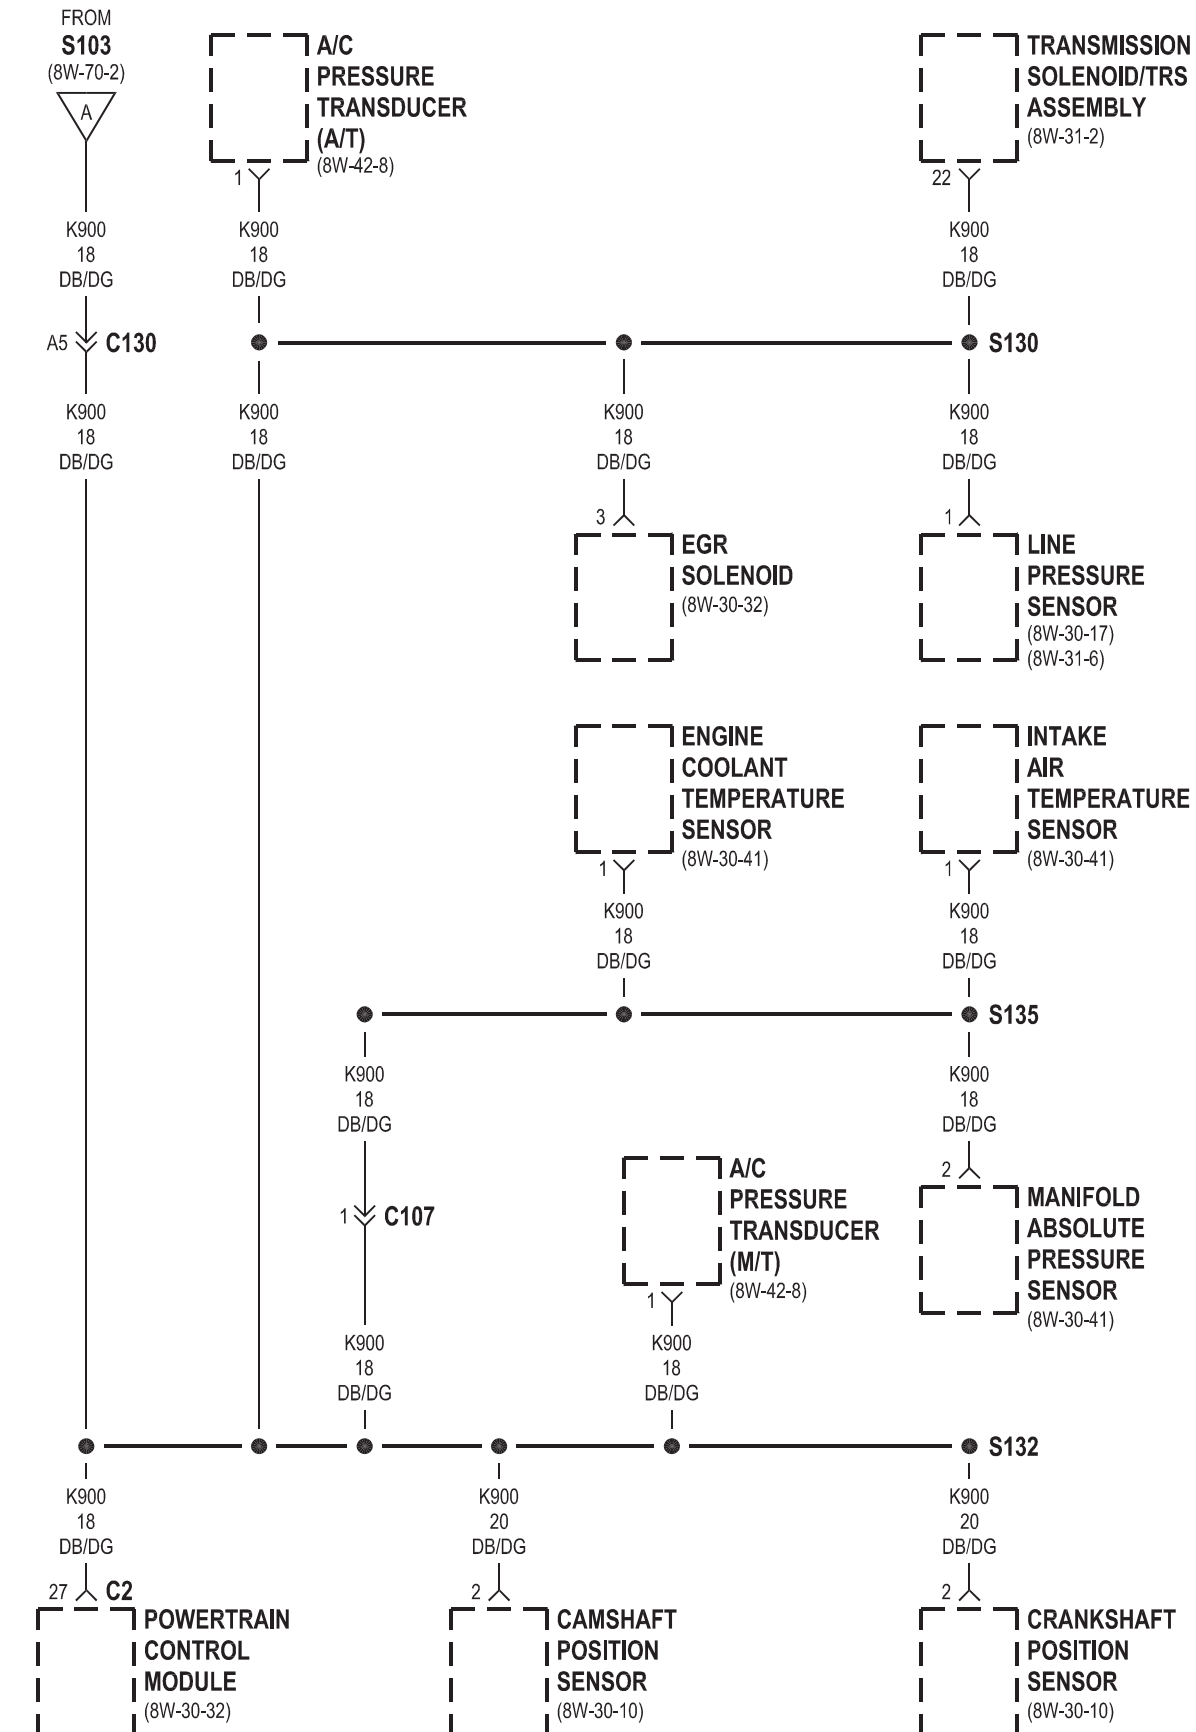 FROM
S103
(8W-70-2)
A
A/C
PRESSURE
TRANSDUCER
(A/T)
(8W-42-8)
1
TRANSMISSION
SOLENOID/TRS
ASSEMBLY
(8W-31-2)
22
K900
18
DB/DG
K900
18
DB/DG
K900
18
DB/DG
A5
C130
S130
K900
18
DB/DG
K900
18
DB/DG
K900
18
DB/DG
K900
18
DB/DG
3
EGR
SOLENOID
(8W-30-32)
1
LINE
PRESSURE
SENSOR
(8W-30-17)
(8W-31-6)
ENGINE
COOLANT
TEMPERATURE
SENSOR
(8W-30-41)
1
INTAKE
AIR
TEMPERATURE
SENSOR
(8W-30-41)
1
K900
18
DB/DG
K900
18
DB/DG
S135
K900
18
DB/DG
K900
18
DB/DG
1
C107
A/C
PRESSURE
TRANSDUCER
(M/T)
(8W-42-8)
1
2
MANIFOLD
ABSOLUTE
PRESSURE
SENSOR
(8W-30-41)
K900
18
DB/DG
K900
18
DB/DG
S132
K900
18
DB/DG
K900
20
DB/DG
K900
20
DB/DG
27
C2
POWERTRAIN
CONTROL
MODULE
(8W-30-32)
2
CAMSHAFT
POSITION
SENSOR
(8W-30-10)
2
CRANKSHAFT
POSITION
SENSOR
(8W-30-10)